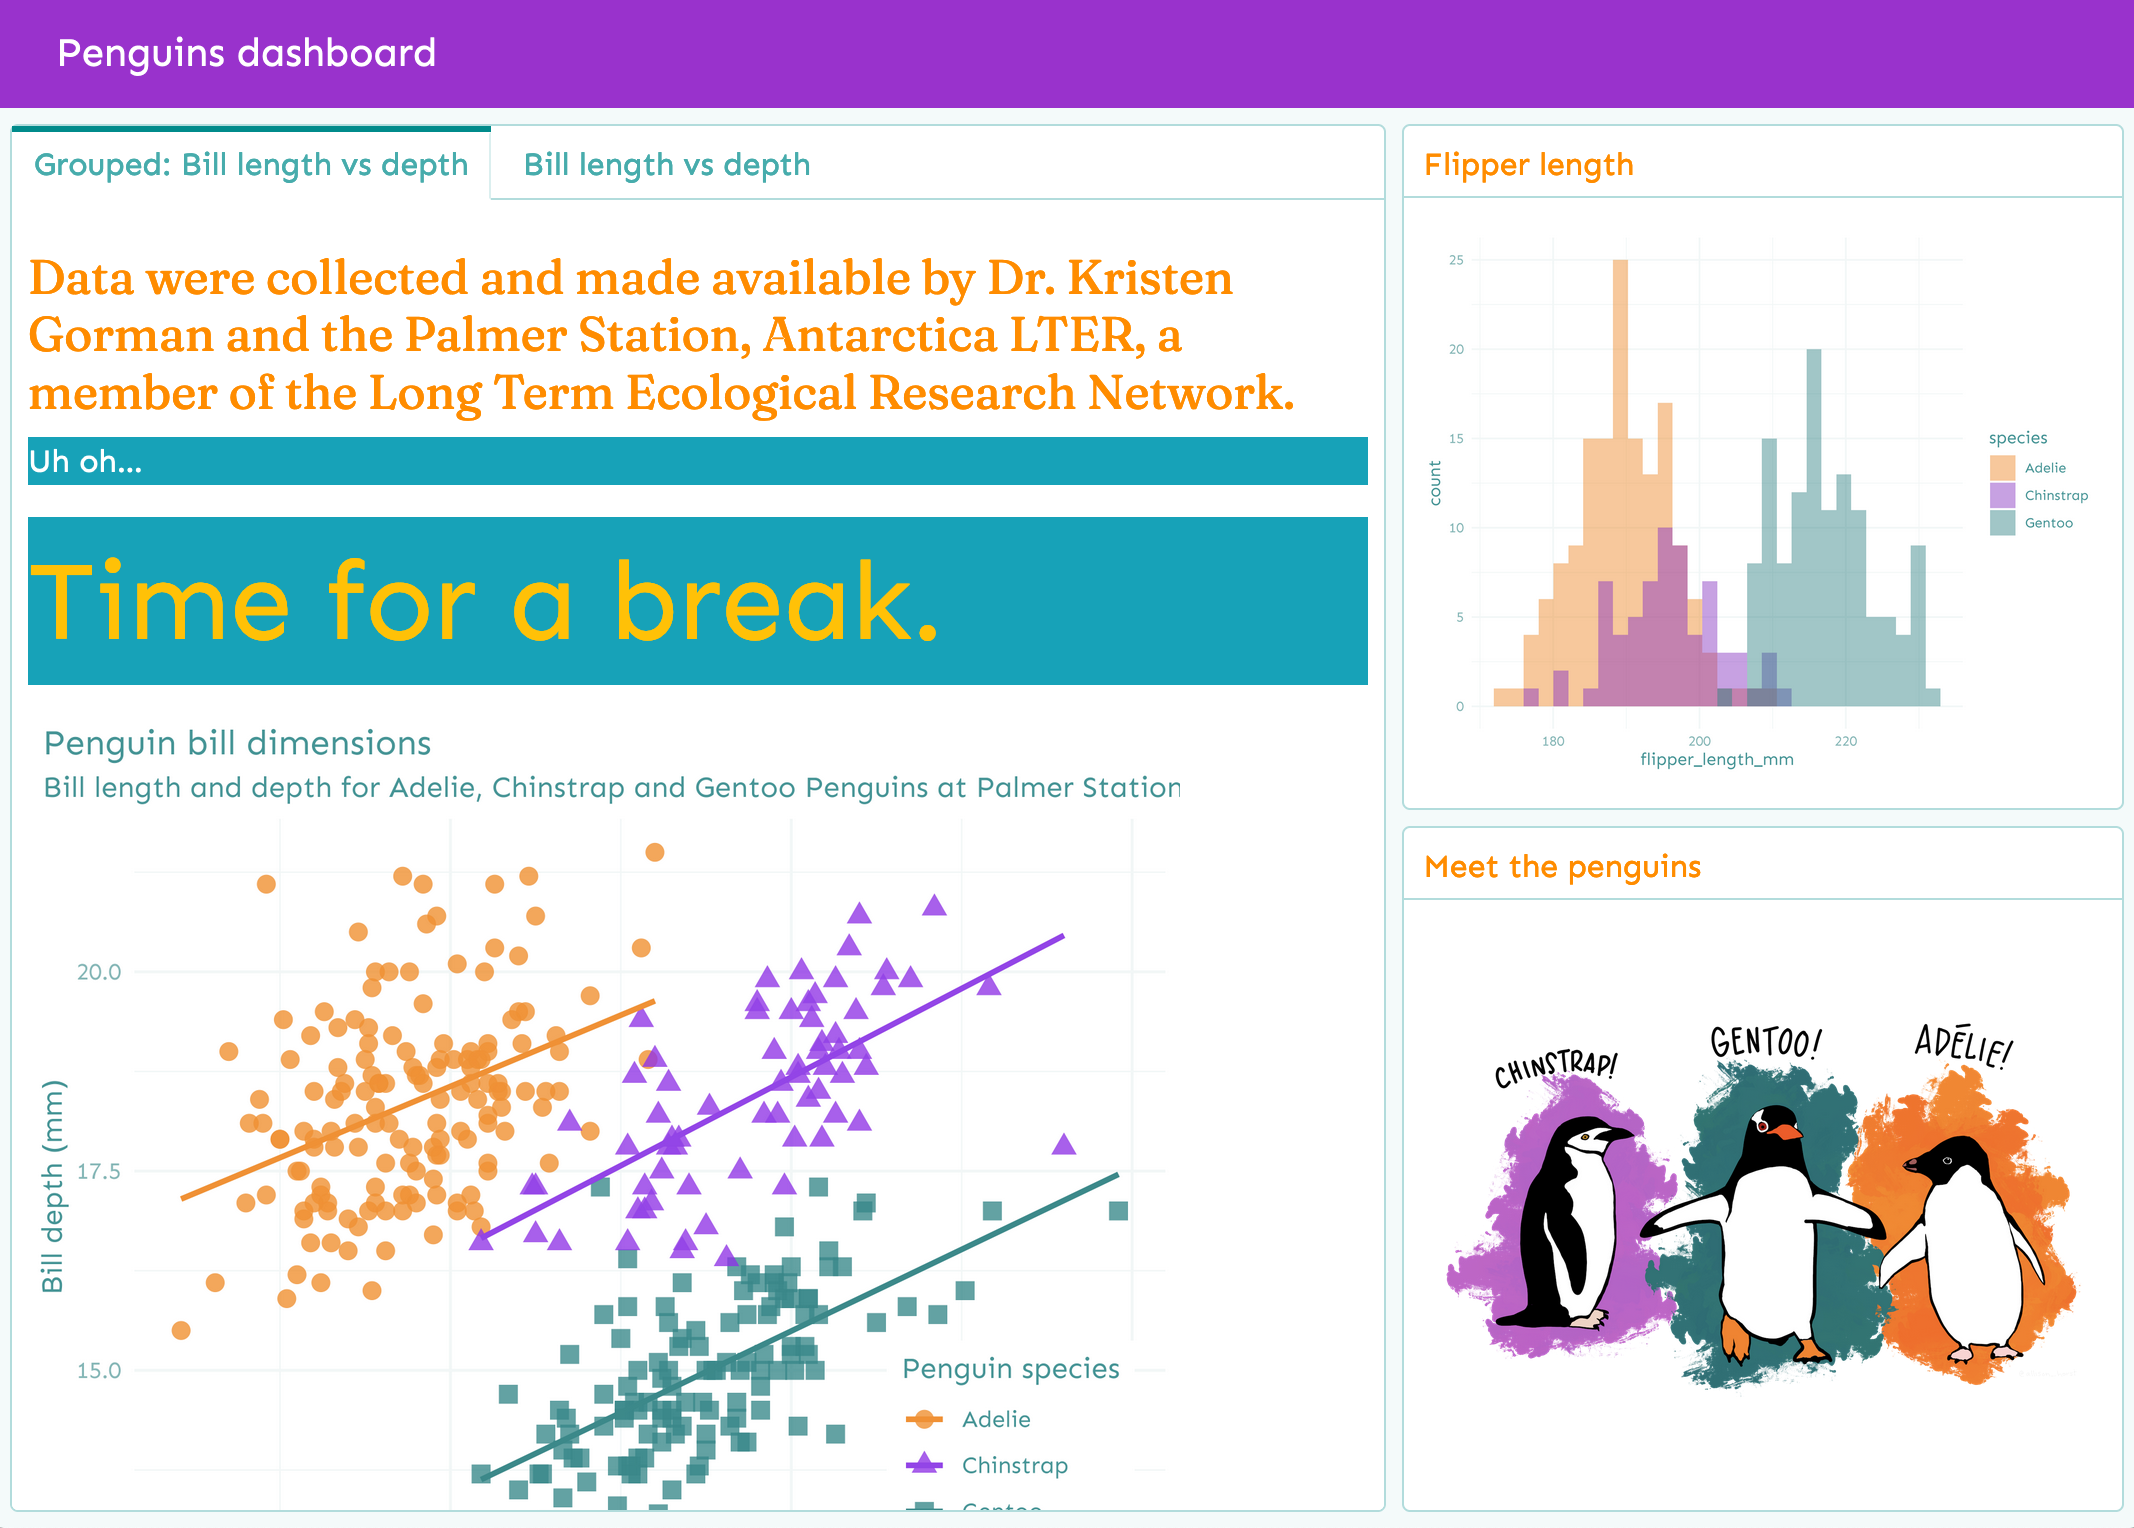 Penguins dashboard
Grouped: Bill length vs depth
Bill length vs depth
Data were collected and made available by Dr. Kristen
Gorman and the Palmer Station, Antarctica LTER, a
member of the Long Term Ecological Research Network.
Uh oh...
Time for a break.
Penguin bill dimensions
Bill length and depth for Adelie, Chinstrap and Gentoo Penguins at Palmer Station
Bill depth (mm)
20.0
17.5
15.0
Penguin species
Adelie
Chinstrap
Gentoo
Flipper length
count
25
20
15
10
5
0
180
200
220
flipper_length_mm
species
Adelie
Chinstrap
Gentoo
Meet the penguins
CHINSTRAP!
GENTOO!
ADĒLIE!